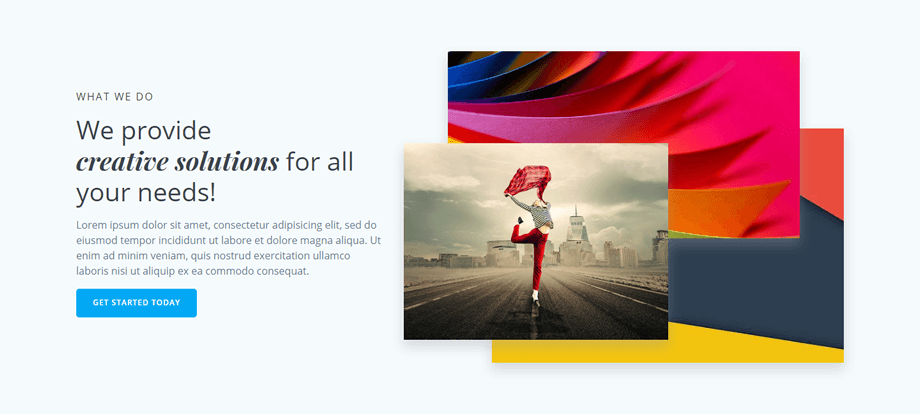 WHAT WE DO
We provide
creative solutions for all
your needs!
Lorem ipsum dolor sit amet, consectetur adipisicing elit, sed do
eiusmod tempor incididunt ut labore et dolore magna aliqua. Ut
enim ad minim veniam, quis nostrud exercitation ullamco
laboris nisi ut aliquip ex ea commodo consequat.
GET STARTED TODAY